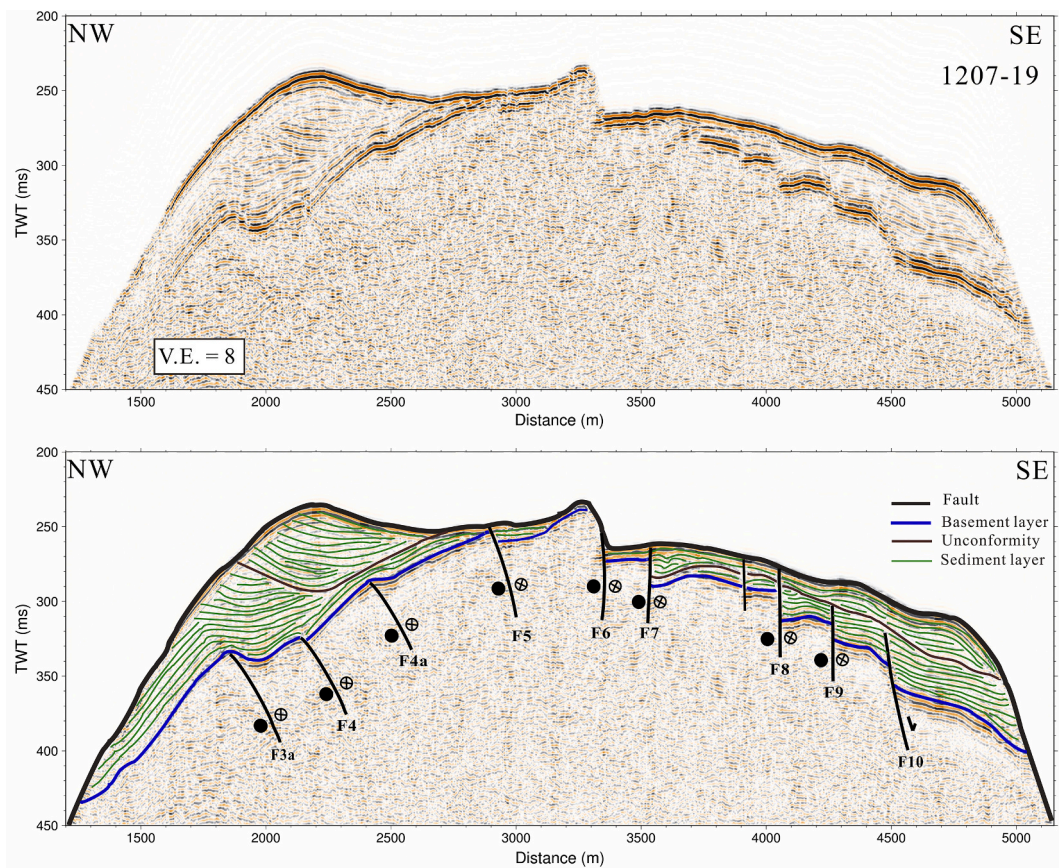 NW
SE
1207-19
200
250
300
350
400
450
TWT (ms)
V.E. = 8
1500 2000 2500 3000 3500 4000 4500 5000
Distance (m)
NW
SE
200
250
300
350
400
450
TWT (ms)
Fault
Basement layer
Unconformity
Sediment layer
F3a
F4
F4a
F5
F6
F7
F8
F9
F10
1500 2000 2500 3000 3500 4000 4500 5000
Distance (m)